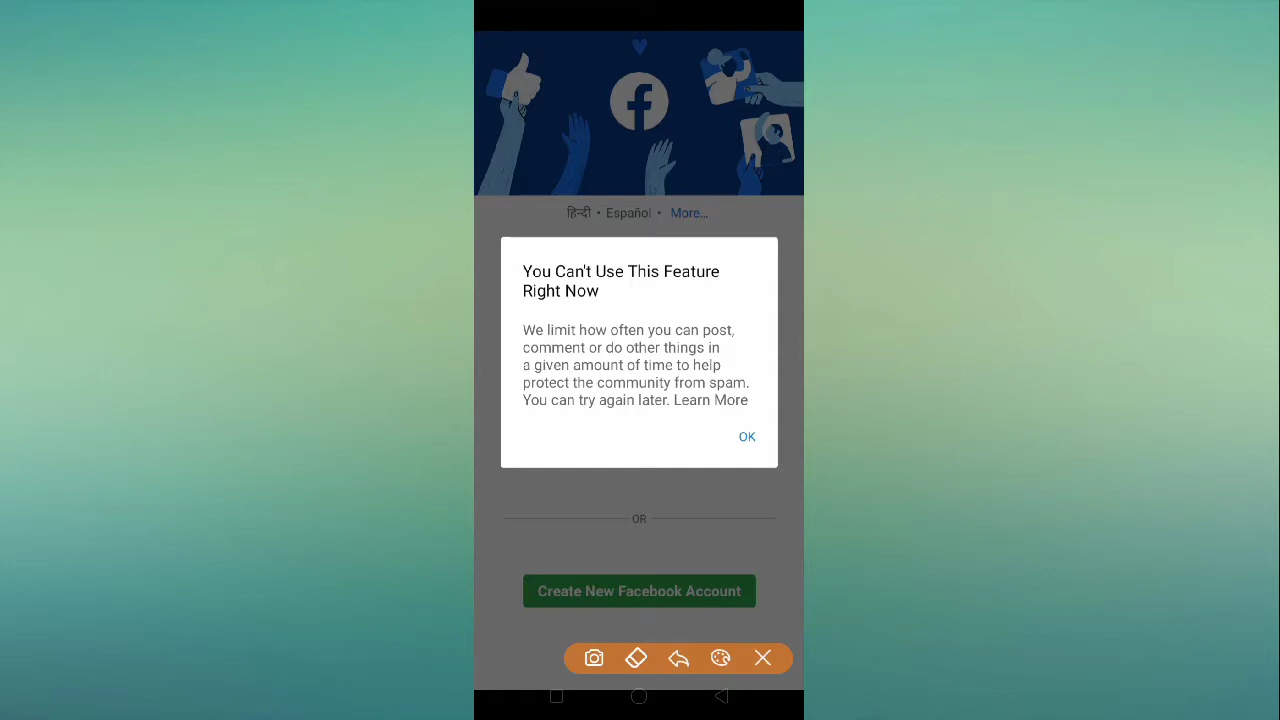 हिन्दी • Español • More...
You Can't Use This Feature
Right Now
We limit how often you can post,
comment or do other things in
a given amount of time to help
protect the community from spam.
You can try again later. Learn More
OK
OR
Create New Facebook Account